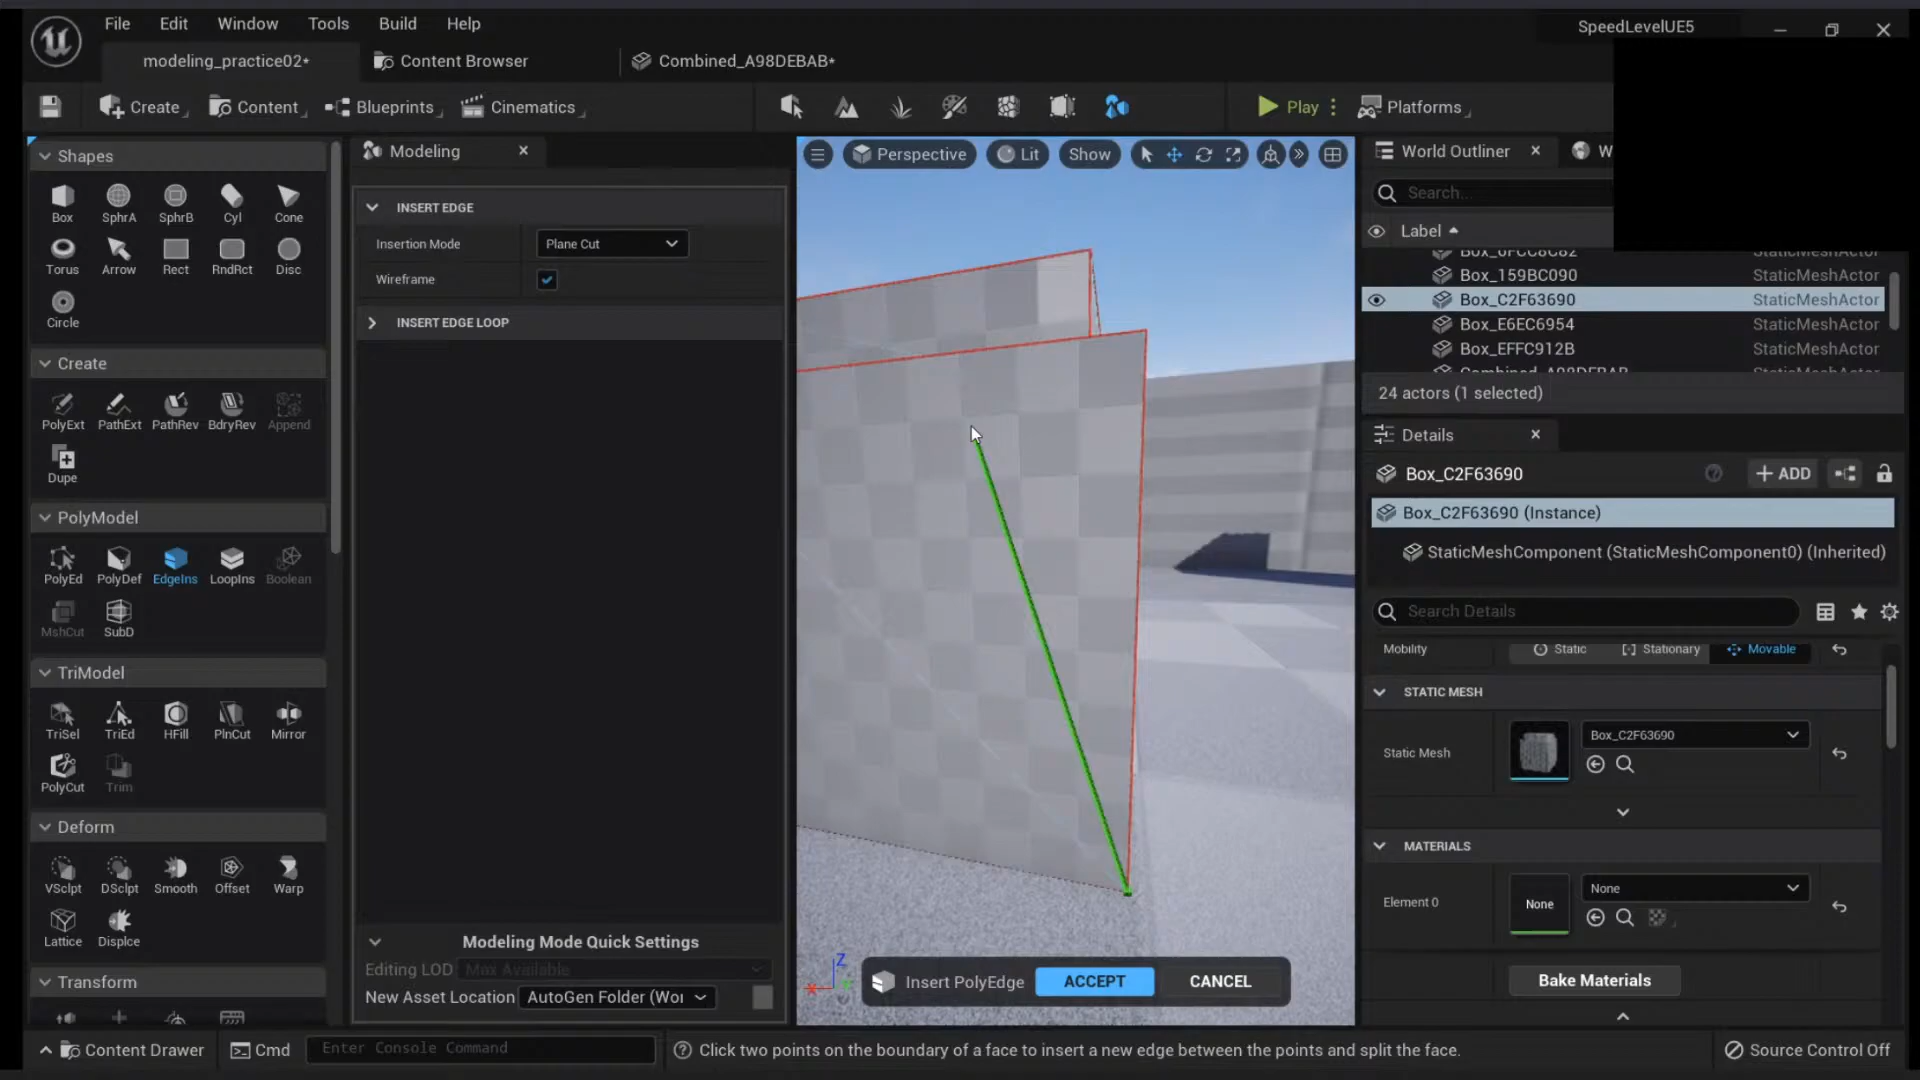 File Edit Window Tools Build Help
SpeedLevelUE5
modeling_practice02*
Content Browser
Combined_A98DEBAB*
Create
Content
Blueprints
Cinematics
Play
Platforms
Shapes
Box SphrA SphrB Cyl Cone
Torus Arrow Rect RndRct Disc
Circle
Create
PolyExt PathExt PathRev BdryRev Append
Dupe
PolyModel
PolyEd PolyDef EdgeIns LoopIns Boolean
MshCut SubD
TriModel
TriSel TriEd HFill PlnCut Mirror
PolyCut Trim
Deform
VSclpt DSclpt Smooth Offset Warp
Lattice Displce
Transform
Modeling
INSERT EDGE
Insertion Mode Plane Cut
Wireframe
INSERT EDGE LOOP
Modeling Mode Quick Settings
Editing LOD Max Available
New Asset Location AutoGen Folder (Wor
Perspective Lit Show
Z
X
Insert PolyEdge ACCEPT CANCEL
World Outliner
W
Search...
Label
Box_6FCC8C82 StaticMeshActor
Box_159BC090 StaticMeshActor
Box_C2F63690 StaticMeshActor
Box_E6EC6954 StaticMeshActor
Box_EFFC912B StaticMeshActor
Combined_A98DEBAB StaticMeshActor
24 actors (1 selected)
Details
Box_C2F63690
ADD
Box_C2F63690 (Instance)
StaticMeshComponent (StaticMeshComponent0) (Inherited)
Search Details
Mobility Static Stationary Movable
STATIC MESH
Static Mesh Box_C2F63690
MATERIALS
Element 0 None None
Bake Materials
Content Drawer
Cmd
Enter Console Command
Click two points on the boundary of a face to insert a new edge between the points and split the face.
Source Control Off